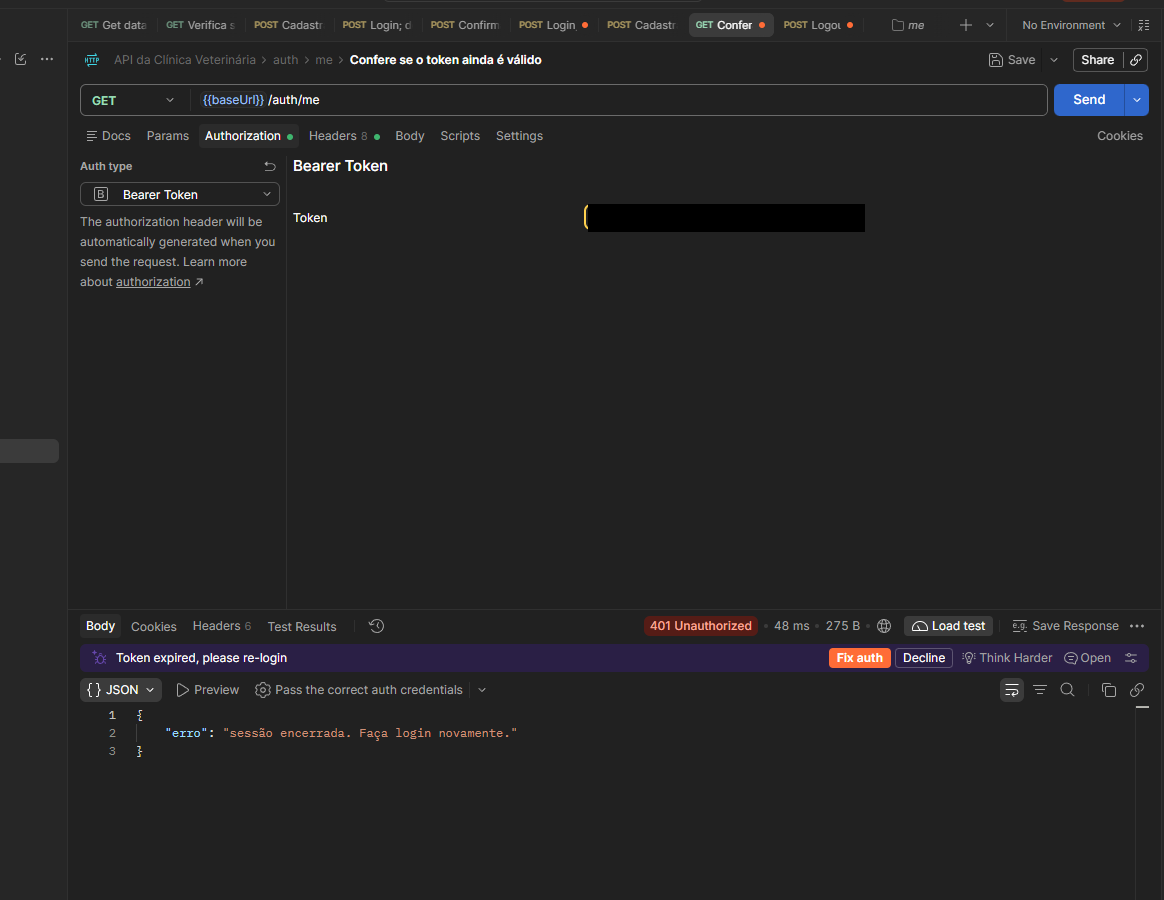 GET Get data POST Cadastr POST Login; d POST Confirm POST Login, POST Cadastr GET Confer POST Logou me No Environment
GET Verifica s
API da Clínica Veterinária > auth > me > Confere se o token ainda é válido Save Share
GET {{baseUrl}} /auth/me Send
Docs Params Authorization Headers 8 Body Scripts Settings Cookies
Auth type
B Bearer Token
The authorization header will be
automatically generated when you
send the request. Learn more
about authorization ↗
Bearer Token
Token
Body Cookies Headers 6 Test Results 401 Unauthorized • 48 ms • 275 B • Load test e.g. Save Response
Token expired, please re-login Fix auth Decline Think Harder Open
{} JSON Preview Pass the correct auth credentials
1 {
2 "erro": "sessão encerrada. Faça login novamente."
3 }